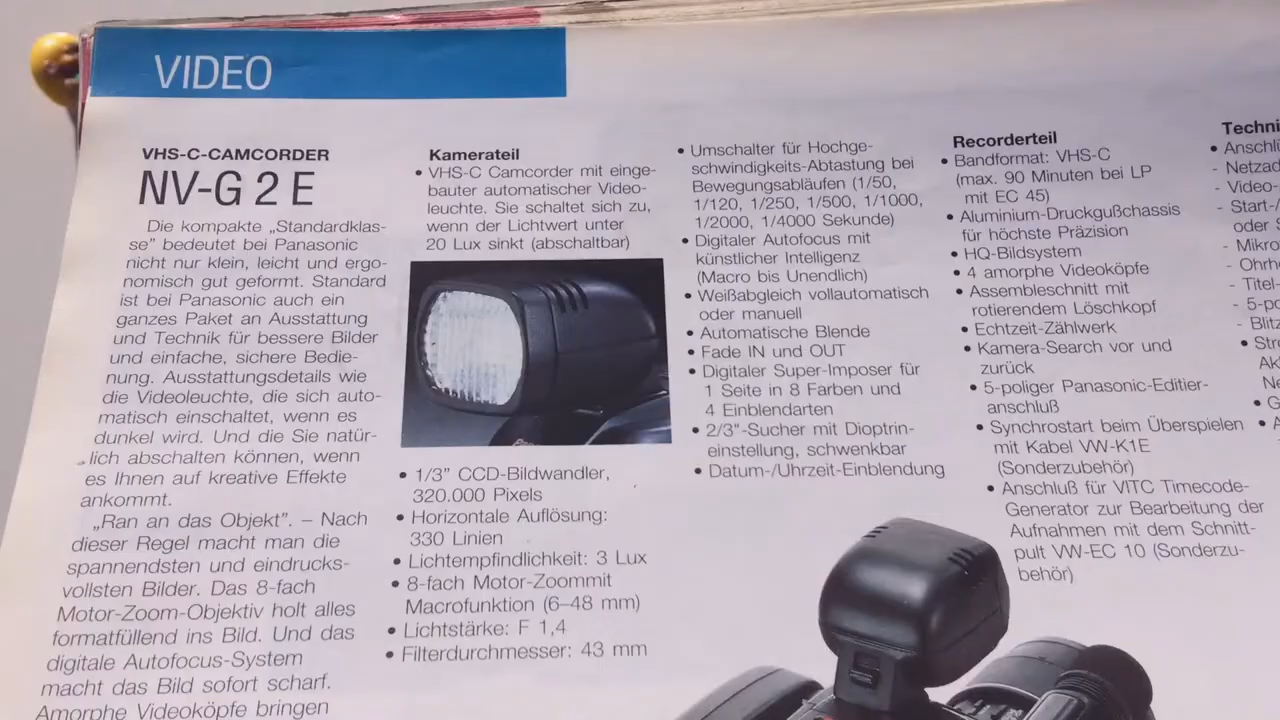 VIDEO
VHS-C-CAMCORDER
NV-G 2 E
Die kompakte „Standardklas-
se” bedeutet bei Panasonic
nicht nur klein, leicht und ergo-
nomisch gut geformt. Standard
ist bei Panasonic auch ein
ganzes Paket an Ausstattung
und Technik für bessere Bilder
und einfache, sichere Bedie-
nung. Ausstattungsdetails wie
die Videoleuchte, die sich auto-
matisch einschaltet, wenn es
dunkel wird. Und die Sie natür-
lich abschalten können, wenn
es Ihnen auf kreative Effekte
ankommt.
„Ran an das Objekt”. – Nach
dieser Regel macht man die
spannendsten und eindrucks-
vollsten Bilder. Das 8-fach
Motor-Zoom-Objektiv holt alles
formatfüllend ins Bild. Und das
digitale Autofocus-System
macht das Bild sofort scharf.
Amorphe Videoköpfe bringen
Kamerateil
• VHS-C Camcorder mit einge-
bauter automatischer Video-
leuchte. Sie schaltet sich zu,
wenn der Lichtwert unter
20 Lux sinkt (abschaltbar)
• 1/3” CCD-Bildwandler,
320.000 Pixels
• Horizontale Auflösung:
330 Linien
• Lichtempfindlichkeit: 3 Lux
• 8-fach Motor-Zoommit
Macrofunktion (6–48 mm)
• Lichtstärke: F 1,4
• Filterdurchmesser: 43 mm
• Umschalter für Hochge-
schwindigkeits-Abtastung bei
Bewegungsabläufen (1/50,
1/120, 1/250, 1/500, 1/1000,
1/2000, 1/4000 Sekunde)
• Digitaler Autofocus mit
künstlicher Intelligenz
(Macro bis Unendlich)
• Weißabgleich vollautomatisch
oder manuell
• Automatische Blende
• Fade IN und OUT
• Digitaler Super-Imposer für
1 Seite in 8 Farben und
4 Einblendarten
• 2/3”-Sucher mit Dioptrin-
einstellung, schwenkbar
• Datum-/Uhrzeit-Einblendung
Recorderteil
• Bandformat: VHS-C
(max. 90 Minuten bei LP
mit EC 45)
• Aluminium-Druckgußchassis
für höchste Präzision
• HQ-Bildsystem
• 4 amorphe Videoköpfe
• Assembleschnitt mit
rotierendem Löschkopf
• Echtzeit-Zählwerk
• Kamera-Search vor und
zurück
• 5-poliger Panasonic-Editier-
anschluß
• Synchrostart beim Überspielen
mit Kabel VW-K1E
(Sonderzubehör)
• Anschluß für VITC Timecode-
Generator zur Bearbeitung der
Aufnahmen mit dem Schnitt-
pult VW-EC 10 (Sonderzu-
behör)
Techni
• Anschl
- Netzad
- Video-
- Start-/
oder S
- Mikro
- Ohrh
- Titel-
- 5-po
- Blitz
• Stro
Ak